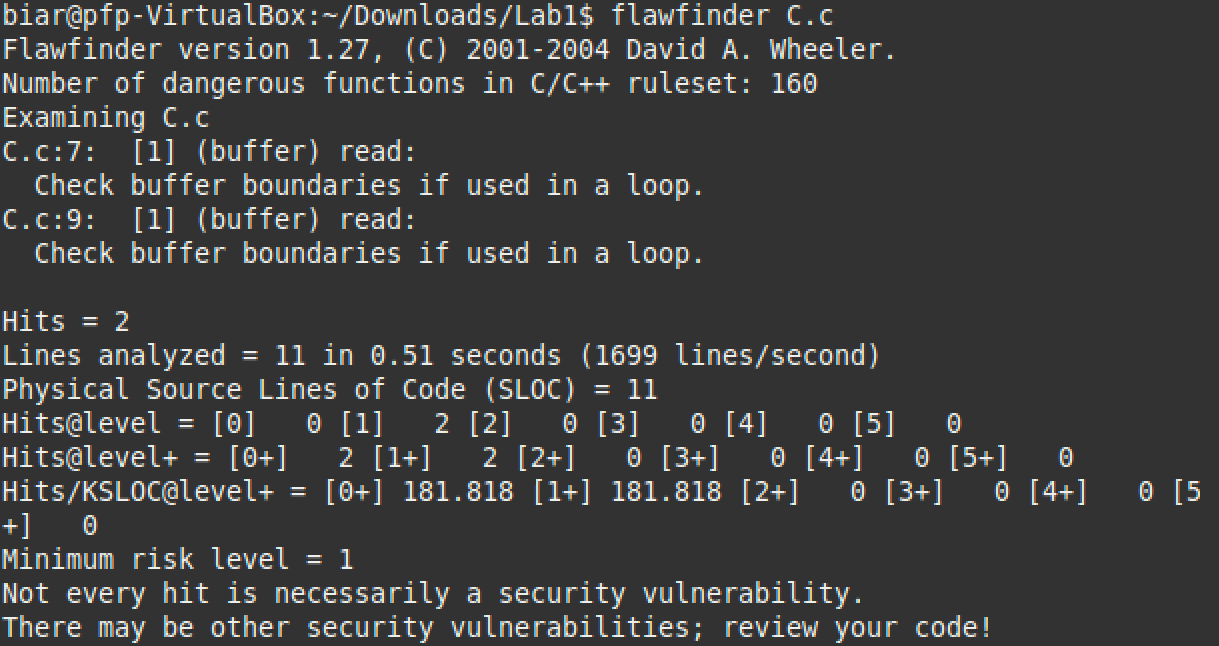 biar@pfp-VirtualBox:~/Downloads/Lab1$ flawfinder C.c
Flawfinder version 1.27, (C) 2001-2004 David A. Wheeler.
Number of dangerous functions in C/C++ ruleset: 160
Examining C.c
C.c:7:  [1] (buffer) read:
  Check buffer boundaries if used in a loop.
C.c:9:  [1] (buffer) read:
  Check buffer boundaries if used in a loop.

Hits = 2
Lines analyzed = 11 in 0.51 seconds (1699 lines/second)
Physical Source Lines of Code (SLOC) = 11
Hits@level = [0]   0 [1]   2 [2]   0 [3]   0 [4]   0 [5]   0
Hits@level+ = [0+]   2 [1+]   2 [2+]   0 [3+]   0 [4+]   0 [5+]   0
Hits/KSLOC@level+ = [0+] 181.818 [1+] 181.818 [2+]   0 [3+]   0 [4+]   0 [5
+]   0
Minimum risk level = 1
Not every hit is necessarily a security vulnerability.
There may be other security vulnerabilities; review your code!